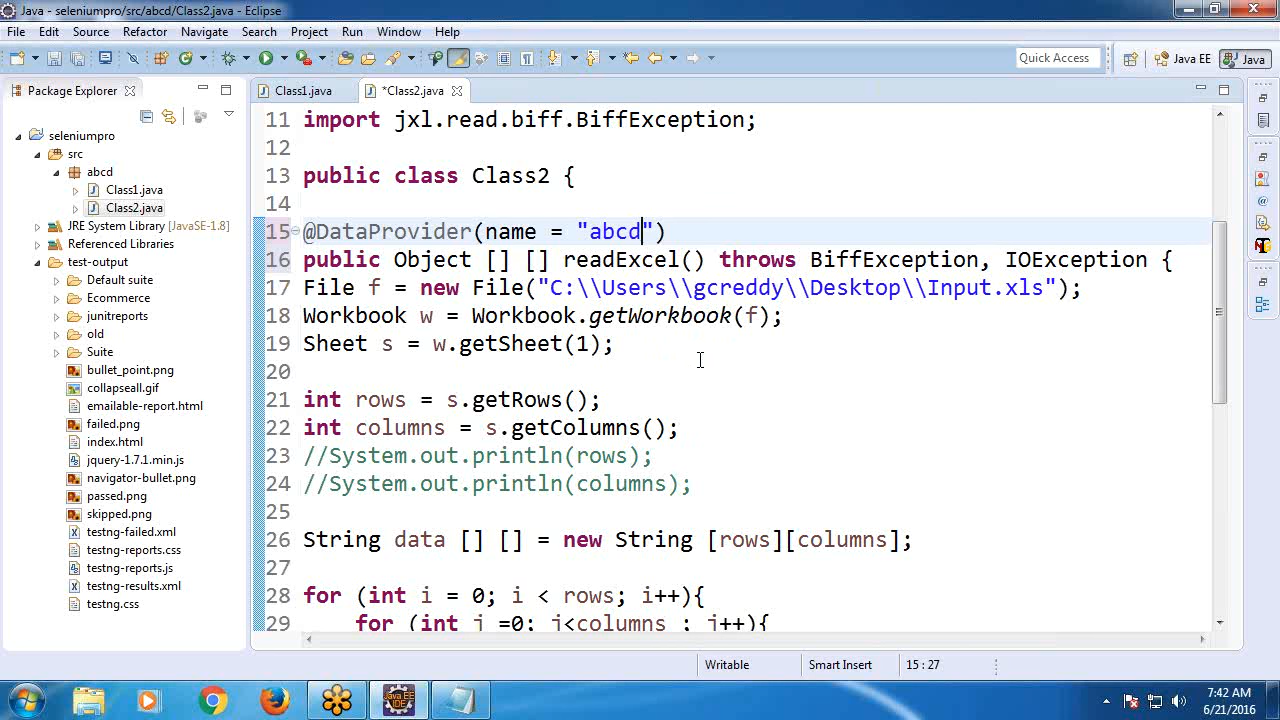 Java - seleniumpro/src/abcd/Class2.java - Eclipse
File Edit Source Refactor Navigate Search Project Run Window Help
Quick Access
Java EE
Java
Package Explorer
seleniumpro
src
abcd
Class1.java
Class2.java
JRE System Library [JavaSE-1.8]
Referenced Libraries
test-output
Default suite
Ecommerce
junitreports
old
Suite
bullet_point.png
collapseall.gif
emailable-report.html
failed.png
index.html
jquery-1.7.1.min.js
navigator-bullet.png
passed.png
skipped.png
testng-failed.xml
testng-reports.css
testng-reports.js
testng-results.xml
testng.css
Class1.java *Class2.java
11 import jxl.read.biff.BiffException;
12
13 public class Class2 {
14
15 @DataProvider(name = "abcd")
16 public Object [] [] readExcel() throws BiffException, IOException {
17 File f = new File("C:\\Users\\gcreddy\\Desktop\\Input.xls");
18 Workbook w = Workbook.getWorkbook(f);
19 Sheet s = w.getSheet(1);
20
21 int rows = s.getRows();
22 int columns = s.getColumns();
23 //System.out.println(rows);
24 //System.out.println(columns);
25
26 String data [] [] = new String [rows][columns];
27
28 for (int i = 0; i < rows; i++){
29 for (int j =0; j<columns ; j++){
Writable Smart Insert 15 : 27
Java EE
IDE
7:42 AM
6/21/2016